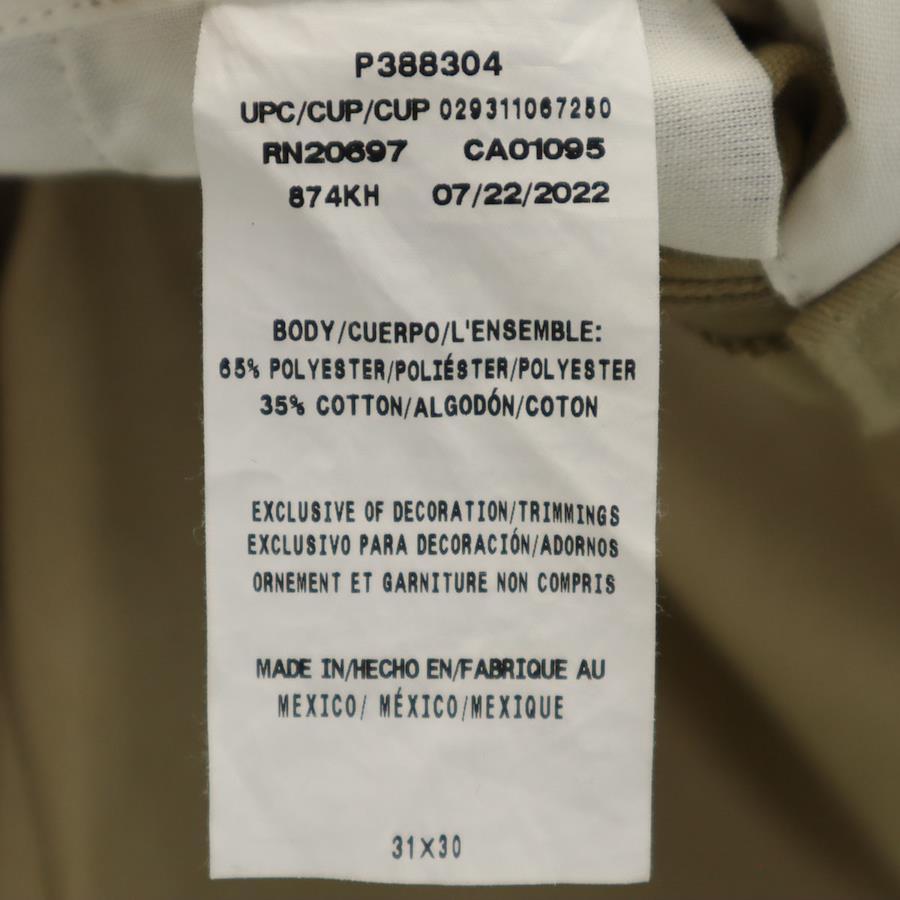 P388304
UPC/CUP/CUP 029311067250
RN20697 CA01095
874KH 07/22/2022
BODY/CUERPO/L'ENSEMBLE:
65% POLYESTER/POLIÉSTER/POLYESTER
35% COTTON/ALGODÓN/COTON
EXCLUSIVE OF DECORATION/TRIMMINGS
EXCLUSIVO PARA DECORACIÓN/ADORNOS
ORNEMENT ET GARNITURE NON COMPRIS
MADE IN/HECHO EN/FABRIQUE AU
MEXICO/ MÉXICO/MEXIQUE
31X30